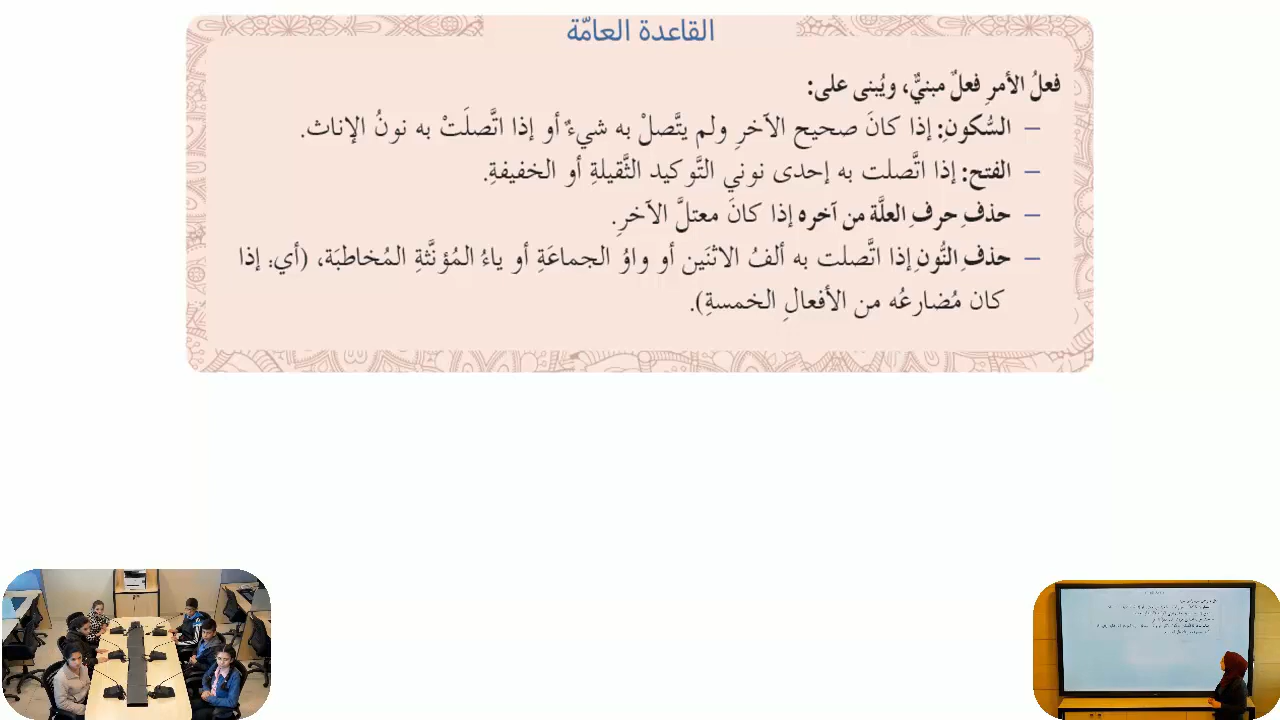 القاعدة العامّة
فعلُ الأمرِ فعلٌ مبنيٌّ، ويُبنى على:
– السُّكونِ: إذا كانَ صحيح الآخرِ ولم يتَّصلْ به شيءٌ أو إذا اتَّصلَتْ به نونُ الإناث.
– الفتح: إذا اتَّصلت به إحدى نوني التَّوكيد الثَّقيلةِ أو الخفيفةِ.
– حذفِ حرفِ العلَّة من آخره إذا كانَ معتلَّ الآخرِ.
– حذفِ النُّونِ إذا اتَّصلت به ألفُ الاثنَين أو واوُ الجماعَةِ أو ياءُ المُؤنَّثةِ المُخاطبَة، (أي: إذا
كان مُضارعُه من الأفعالِ الخمسةِ).